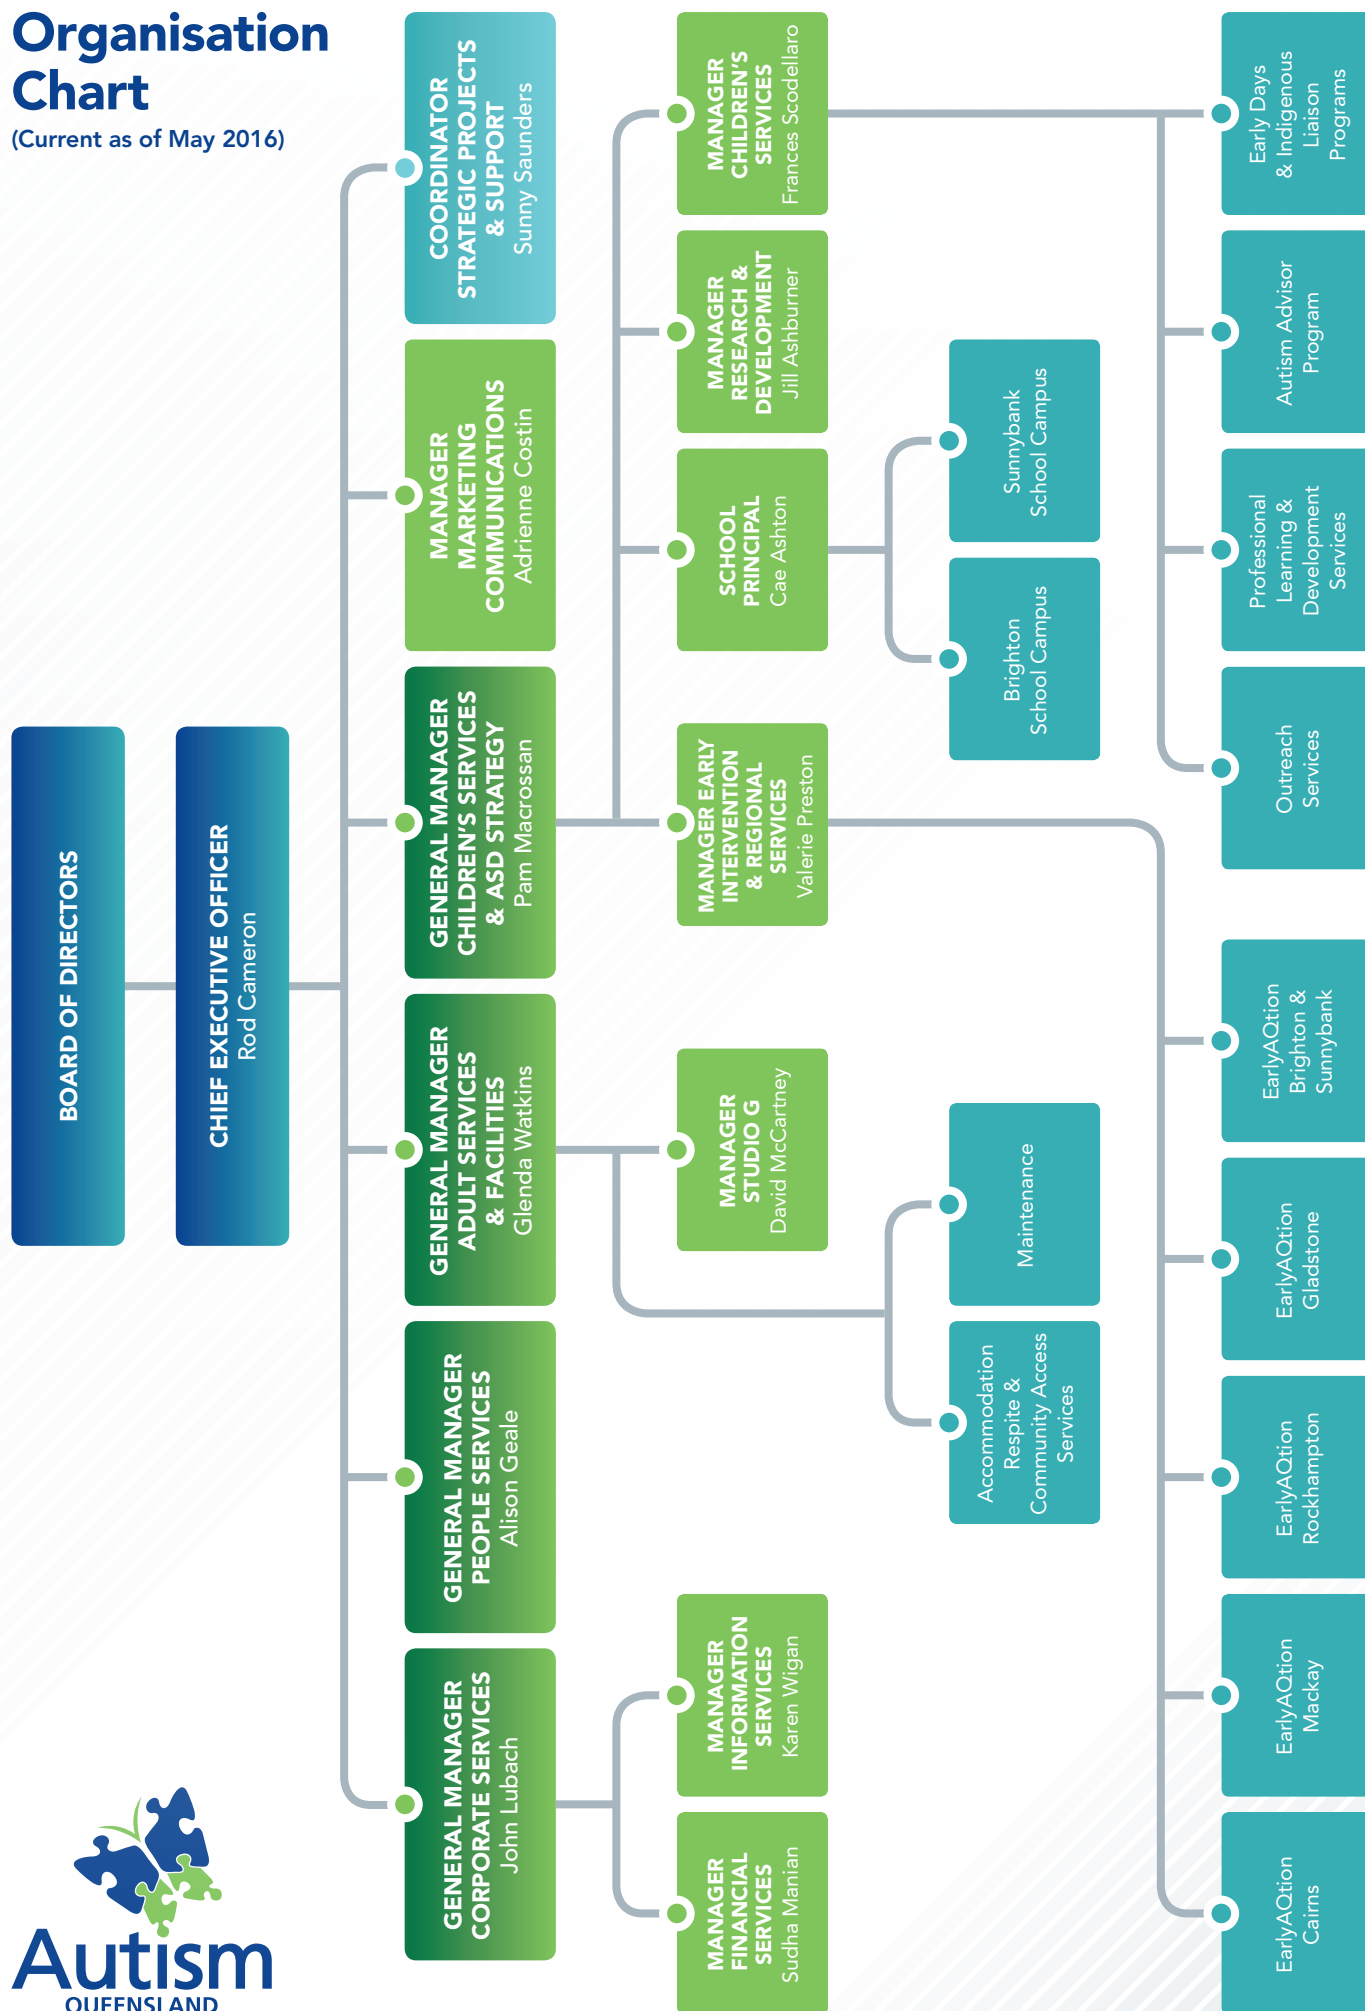 Organisation
Chart
(Current as of May 2016)
BOARD OF DIRECTORS
CHIEF EXECUTIVE OFFICER
Rod Cameron
GENERAL MANAGER
CORPORATE SERVICES
John Lubach
GENERAL MANAGER
PEOPLE SERVICES
Alison Geale
GENERAL MANAGER
ADULT SERVICES
& FACILITIES
Glenda Watkins
GENERAL MANAGER
CHILDREN'S SERVICES
& ASD STRATEGY
Pam Macrossan
MANAGER
MARKETING
COMMUNICATIONS
Adrienne Costin
COORDINATOR
STRATEGIC PROJECTS
& SUPPORT
Sunny Saunders
MANAGER
FINANCIAL
SERVICES
Sudha Manian
MANAGER
INFORMATION
SERVICES
Karen Wigan
MANAGER
STUDIO G
David McCartney
MANAGER EARLY
INTERVENTION
& REGIONAL
SERVICES
Valerie Preston
SCHOOL
PRINCIPAL
Cae Ashton
MANAGER
RESEARCH &
DEVELOPMENT
Jill Ashburner
MANAGER
CHILDREN'S
SERVICES
Frances Scodellaro
Accommodation
Respite &
Community Access
Services
Maintenance
Brighton
School Campus
Sunnybank
School Campus
EarlyAQtion
Cairns
EarlyAQtion
Mackay
EarlyAQtion
Rockhampton
EarlyAQtion
Gladstone
EarlyAQtion
Brighton &
Sunnybank
Outreach
Services
Professional
Learning &
Development
Services
Autism Advisor
Program
Early Days
& Indigenous
Liaison
Programs
Autism
QUEENSLAND